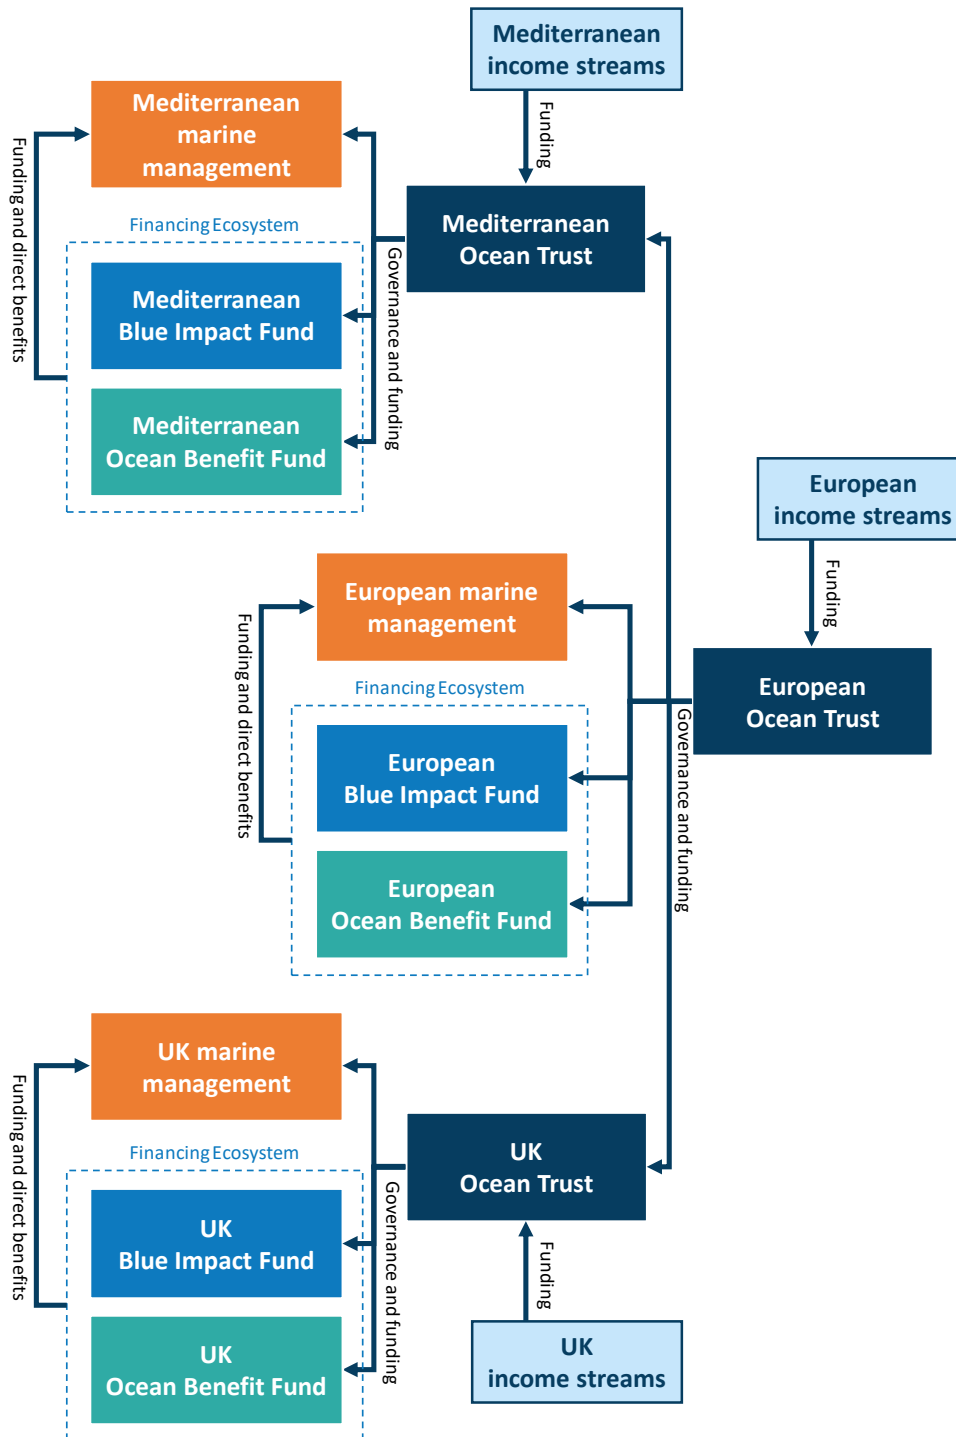 Mediterranean
income streams
Funding
Mediterranean
marine
management
Funding and direct benefits
Financing Ecosystem
Mediterranean
Blue Impact Fund
Mediterranean
Ocean Benefit Fund
Governance and funding
Mediterranean
Ocean Trust
European
income streams
Funding
European marine
management
Funding and direct benefits
Financing Ecosystem
European
Blue Impact Fund
European
Ocean Benefit Fund
Governance and funding
European
Ocean Trust
UK marine
management
Funding and direct benefits
Financing Ecosystem
UK
Blue Impact Fund
UK
Ocean Benefit Fund
Governance and funding
UK
Ocean Trust
Funding
UK
income streams